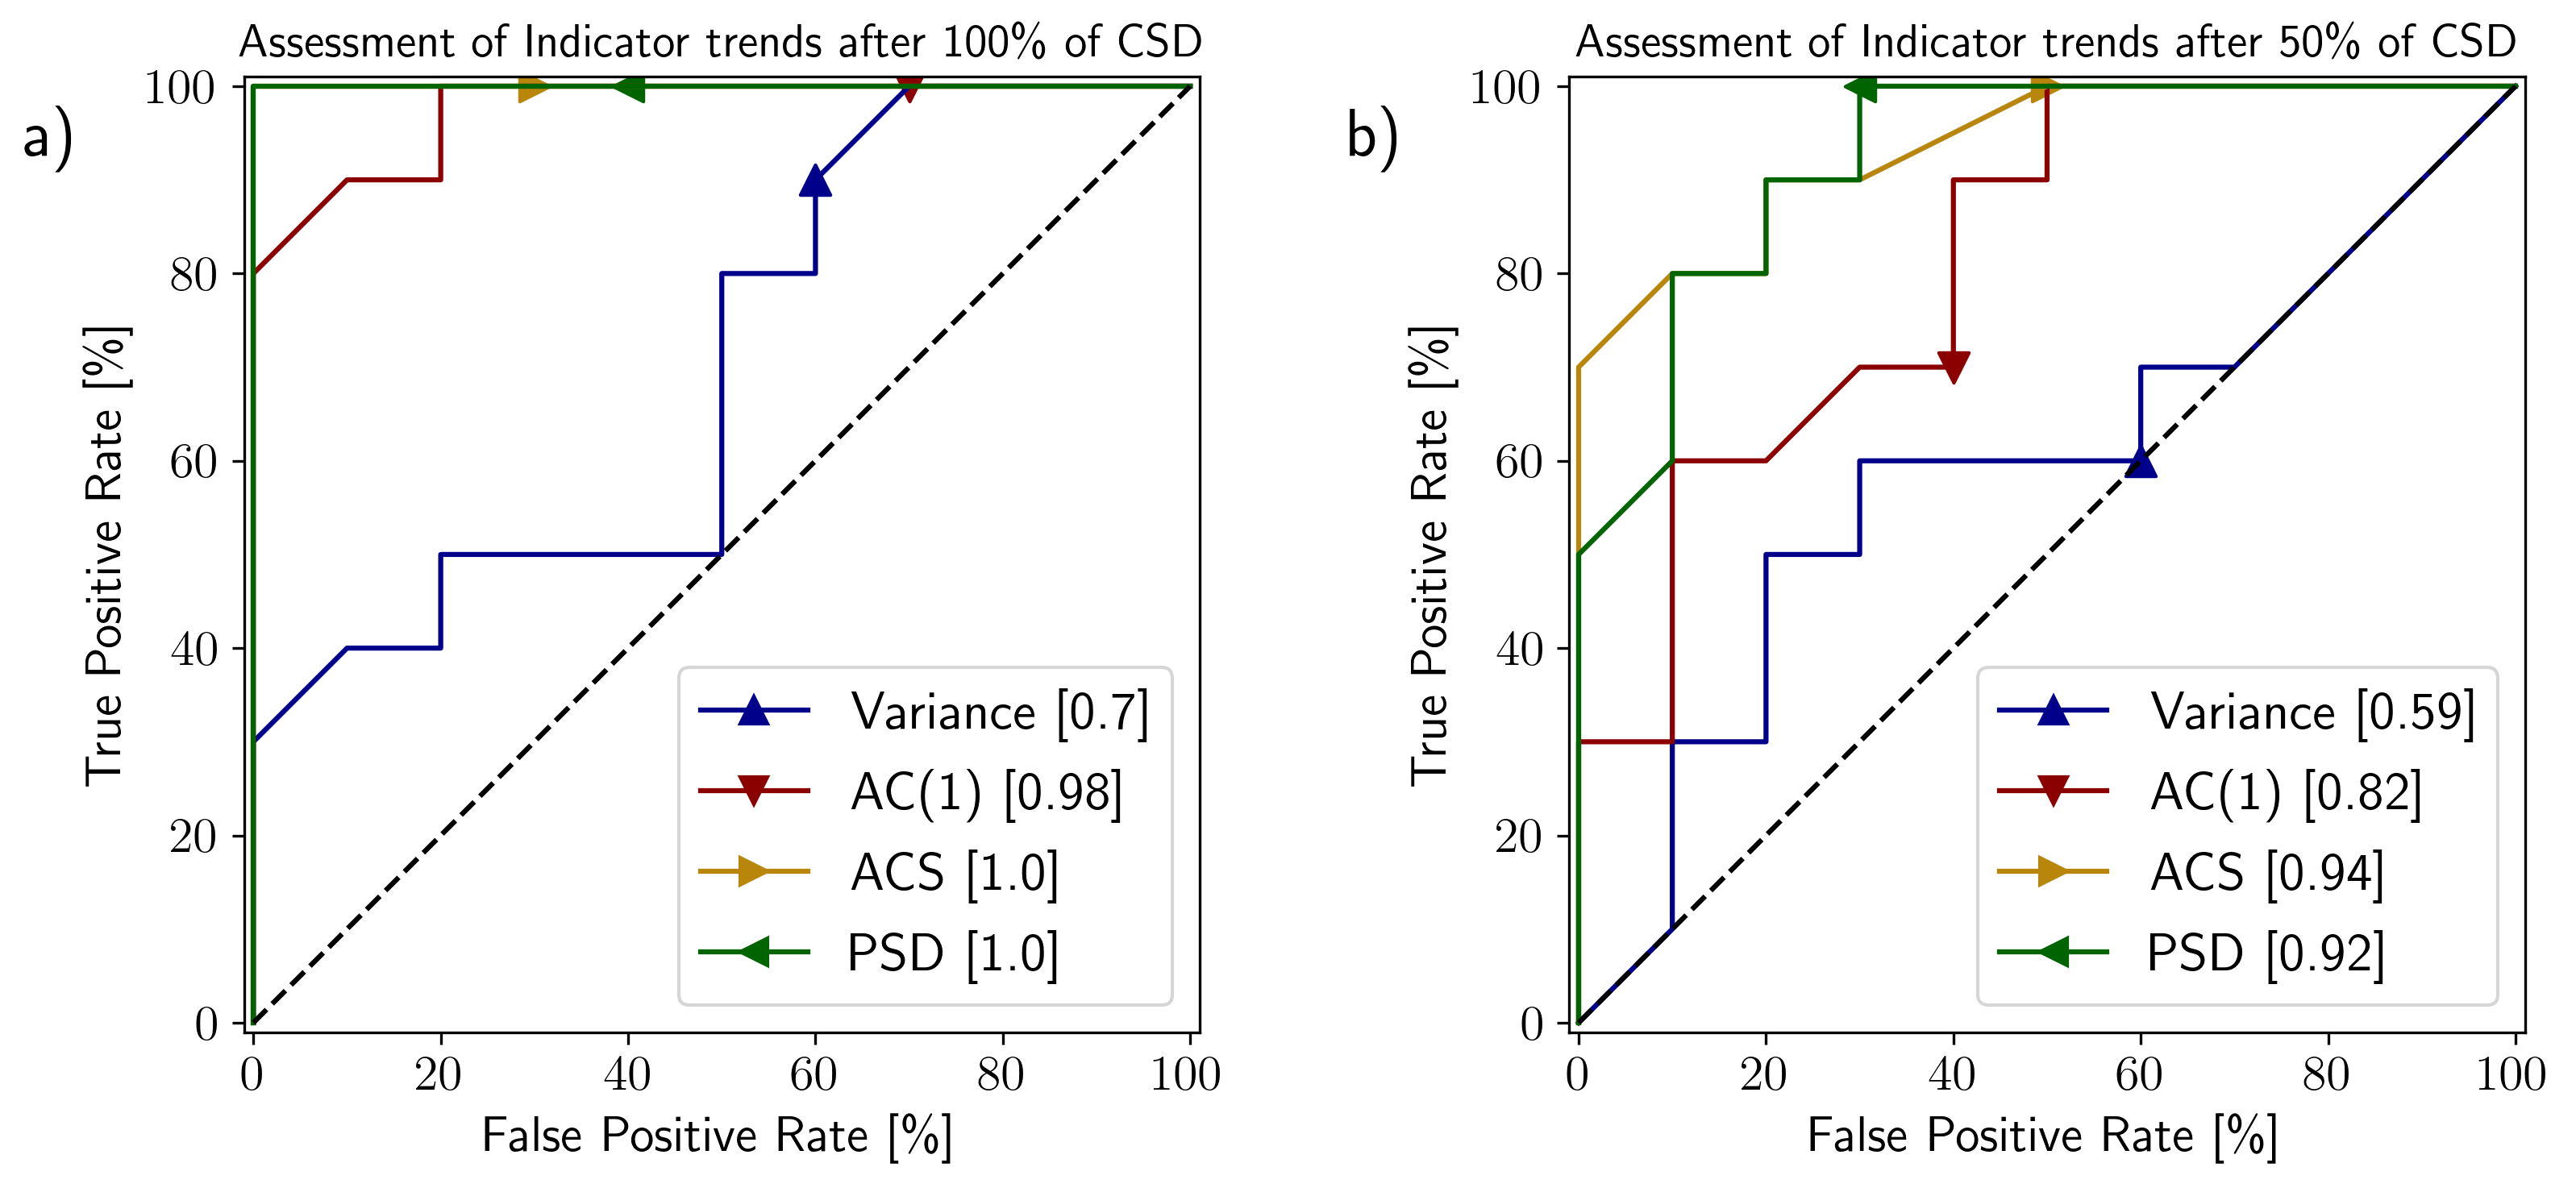 Assessment of Indicator trends after 100% of CSD
a)
100
80
60
40
20
0
True Positive Rate [%]
Variance [0.7]
AC(1) [0.98]
ACS [1.0]
PSD [1.0]
0 20 40 60 80 100
False Positive Rate [%]
Assessment of Indicator trends after 50% of CSD
b)
100
80
60
40
20
0
True Positive Rate [%]
Variance [0.59]
AC(1) [0.82]
ACS [0.94]
PSD [0.92]
0 20 40 60 80 100
False Positive Rate [%]